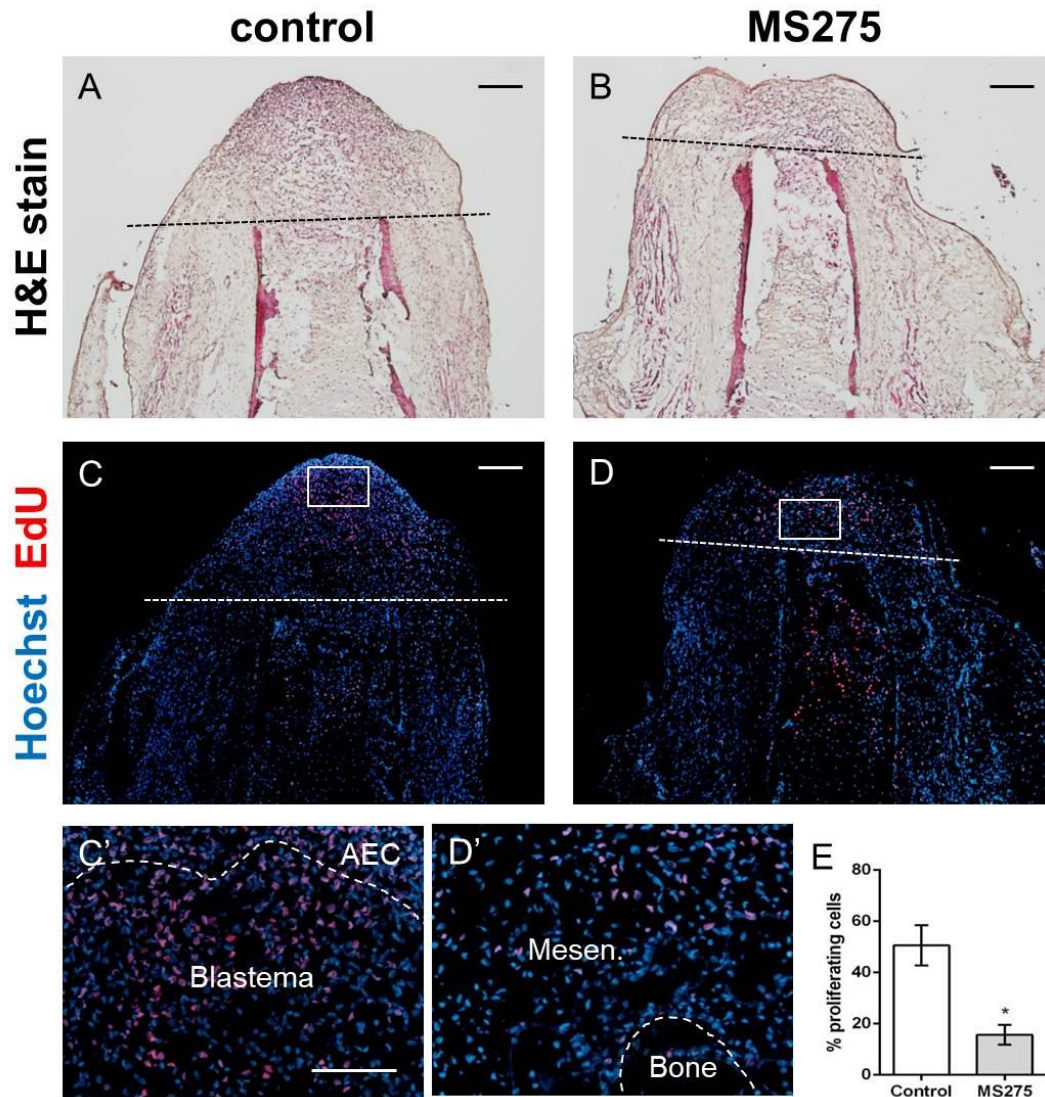 control MS275
H&E stain
A
B
Hoechst EdU
C
D
C' AEC
Blastema
D'
Mesen.
Bone
E
% proliferating cells
80
60
40
20
0
*
Control MS275